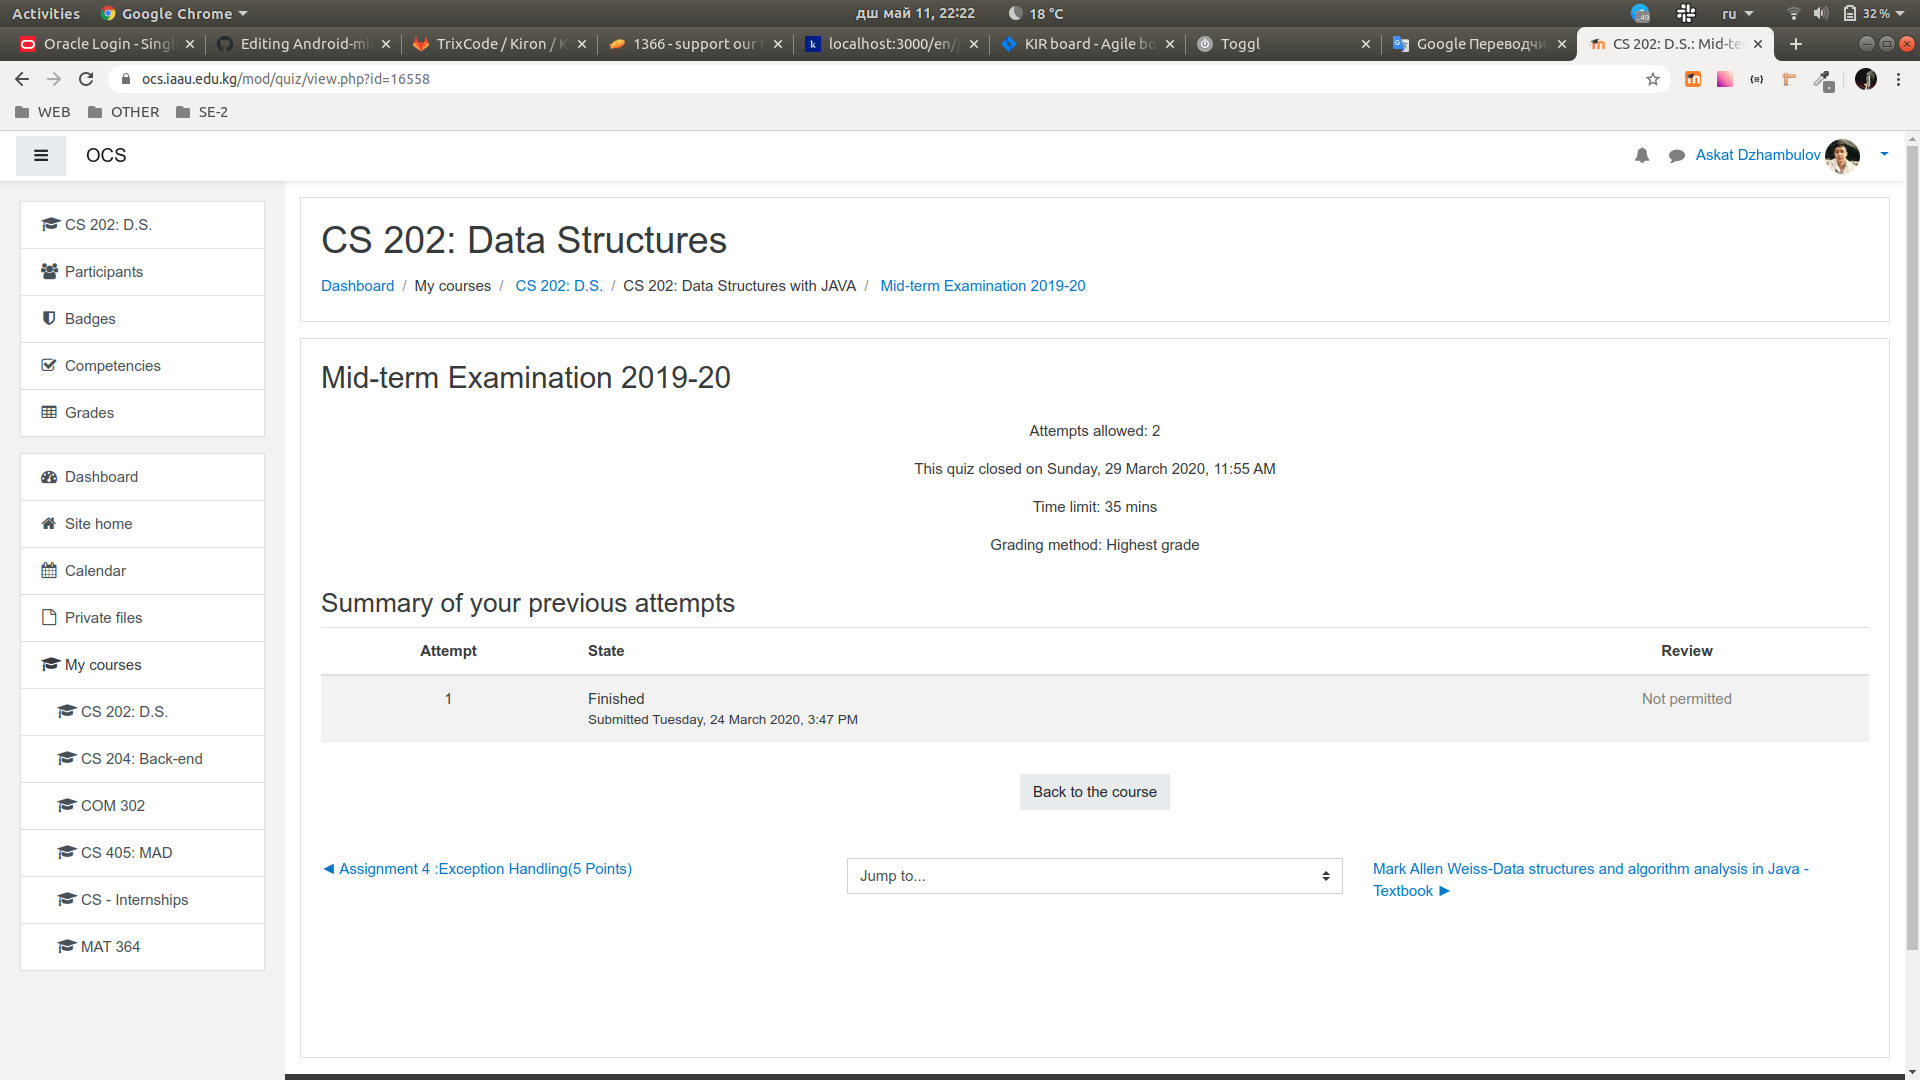 Activities
Google Chrome
дш май 11, 22:22
18 °C
49
ru
32 %
Oracle Login - Singl
Editing Android-mi
TrixCode / Kiron / K
1366 - support our
localhost:3000/en/
KIR board - Agile bo
Toggl
Google Переводчи
CS 202: D.S.: Mid-te
ocs.iaau.edu.kg/mod/quiz/view.php?id=16558
WEB
OTHER
SE-2
OCS
Askat Dzhambulov
CS 202: D.S.
Participants
Badges
Competencies
Grades
Dashboard
Site home
Calendar
Private files
My courses
CS 202: D.S.
CS 204: Back-end
COM 302
CS 405: MAD
CS - Internships
MAT 364
CS 202: Data Structures
Dashboard / My courses / CS 202: D.S. / CS 202: Data Structures with JAVA / Mid-term Examination 2019-20
Mid-term Examination 2019-20
Attempts allowed: 2
This quiz closed on Sunday, 29 March 2020, 11:55 AM
Time limit: 35 mins
Grading method: Highest grade
Summary of your previous attempts
Attempt State Review
1 Finished Not permitted
Submitted Tuesday, 24 March 2020, 3:47 PM
Back to the course
◄ Assignment 4 :Exception Handling(5 Points)
Jump to...
Mark Allen Weiss-Data structures and algorithm analysis in Java -
Textbook ►